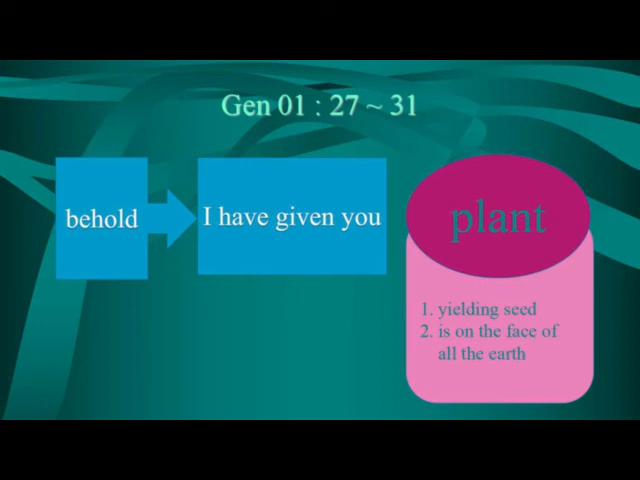 Gen 01 : 27 ~ 31
behold
I have given you
plant
1. yielding seed
2. is on the face of
all the earth